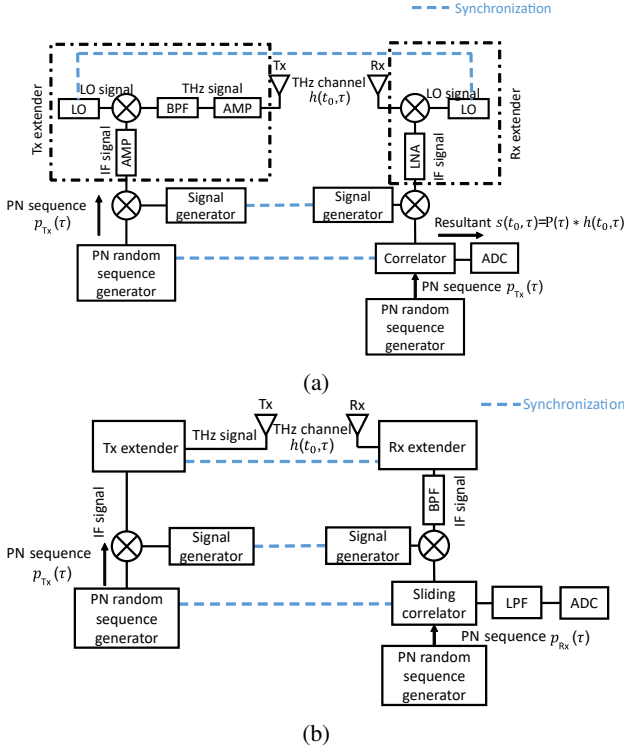 Synchronization
Tx extender
LO signal
LO
THz signal
BPF
AMP
Tx
THz channel
h(t₀,τ)
Rx
LO signal
LO
Rx extender
IF signal
AMP
LNA
IF signal
PN sequence
p_Tx(τ)
Signal
generator
Signal
generator
Resultant s(t₀,τ)=P(τ) * h(t₀,τ)
PN random
sequence
generator
Correlator
ADC
PN sequence p_Tx(τ)
PN random
sequence
generator
(a)
Synchronization
Tx
Rx
Tx extender
THz signal
THz channel
h(t₀,τ)
Rx extender
IF signal
BPF
IF signal
PN sequence
p_Tx(τ)
Signal
generator
Signal
generator
PN random
sequence
generator
Sliding
correlator
LPF
ADC
PN sequence p_Rx(τ)
PN random
sequence
generator
(b)